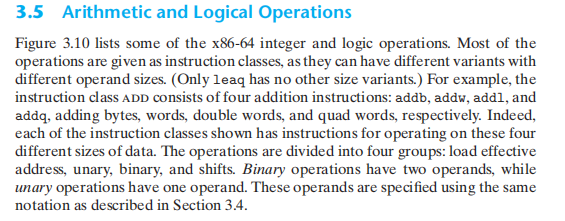 3.5 Arithmetic and Logical Operations
Figure 3.10 lists some of the x86-64 integer and logic operations. Most of the
operations are given as instruction classes, as they can have different variants with
different operand sizes. (Only leaq has no other size variants.) For example, the
instruction class ADD consists of four addition instructions: addb, addw, addl, and
addq, adding bytes, words, double words, and quad words, respectively. Indeed,
each of the instruction classes shown has instructions for operating on these four
different sizes of data. The operations are divided into four groups: load effective
address, unary, binary, and shifts. Binary operations have two operands, while
unary operations have one operand. These operands are specified using the same
notation as described in Section 3.4.